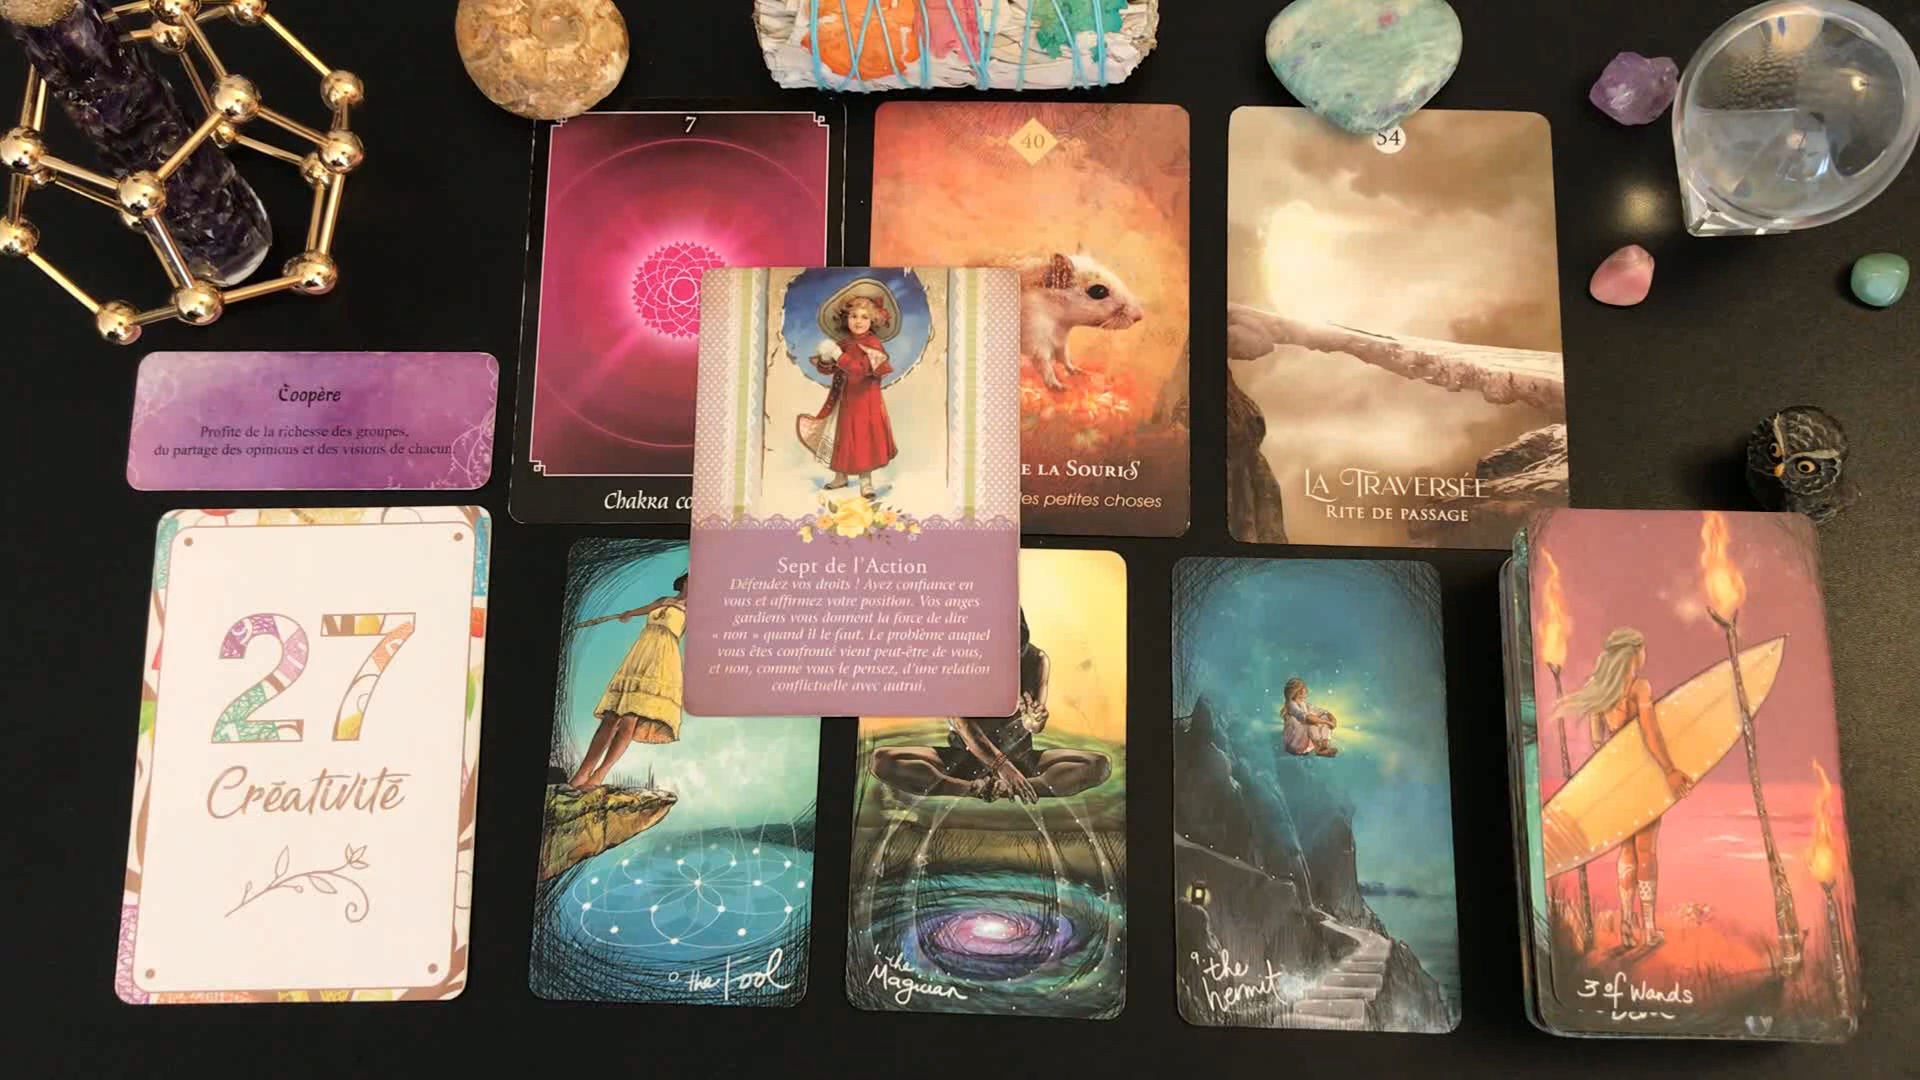 7
40
54
Coopère
Profite de la richesse des groupes,
du partage des opinions et des visions de chacun.
Chakra co
E LA SOURIS
es petites choses
LA TRAVERSÉE
RITE DE PASSAGE
Sept de l'Action
Défendez vos droits ! Ayez confiance en
vous et affirmez votre position. Vos anges
gardiens vous donnent la force de dire
« non » quand il le faut. Le problème auquel
vous êtes confronté vient peut-être de vous,
et non, comme vous le pensez, d'une relation
conflictuelle avec autrui.
27
Créativité
0 the Fool
1. the
Magician
9. the
hermit
3 of Wands